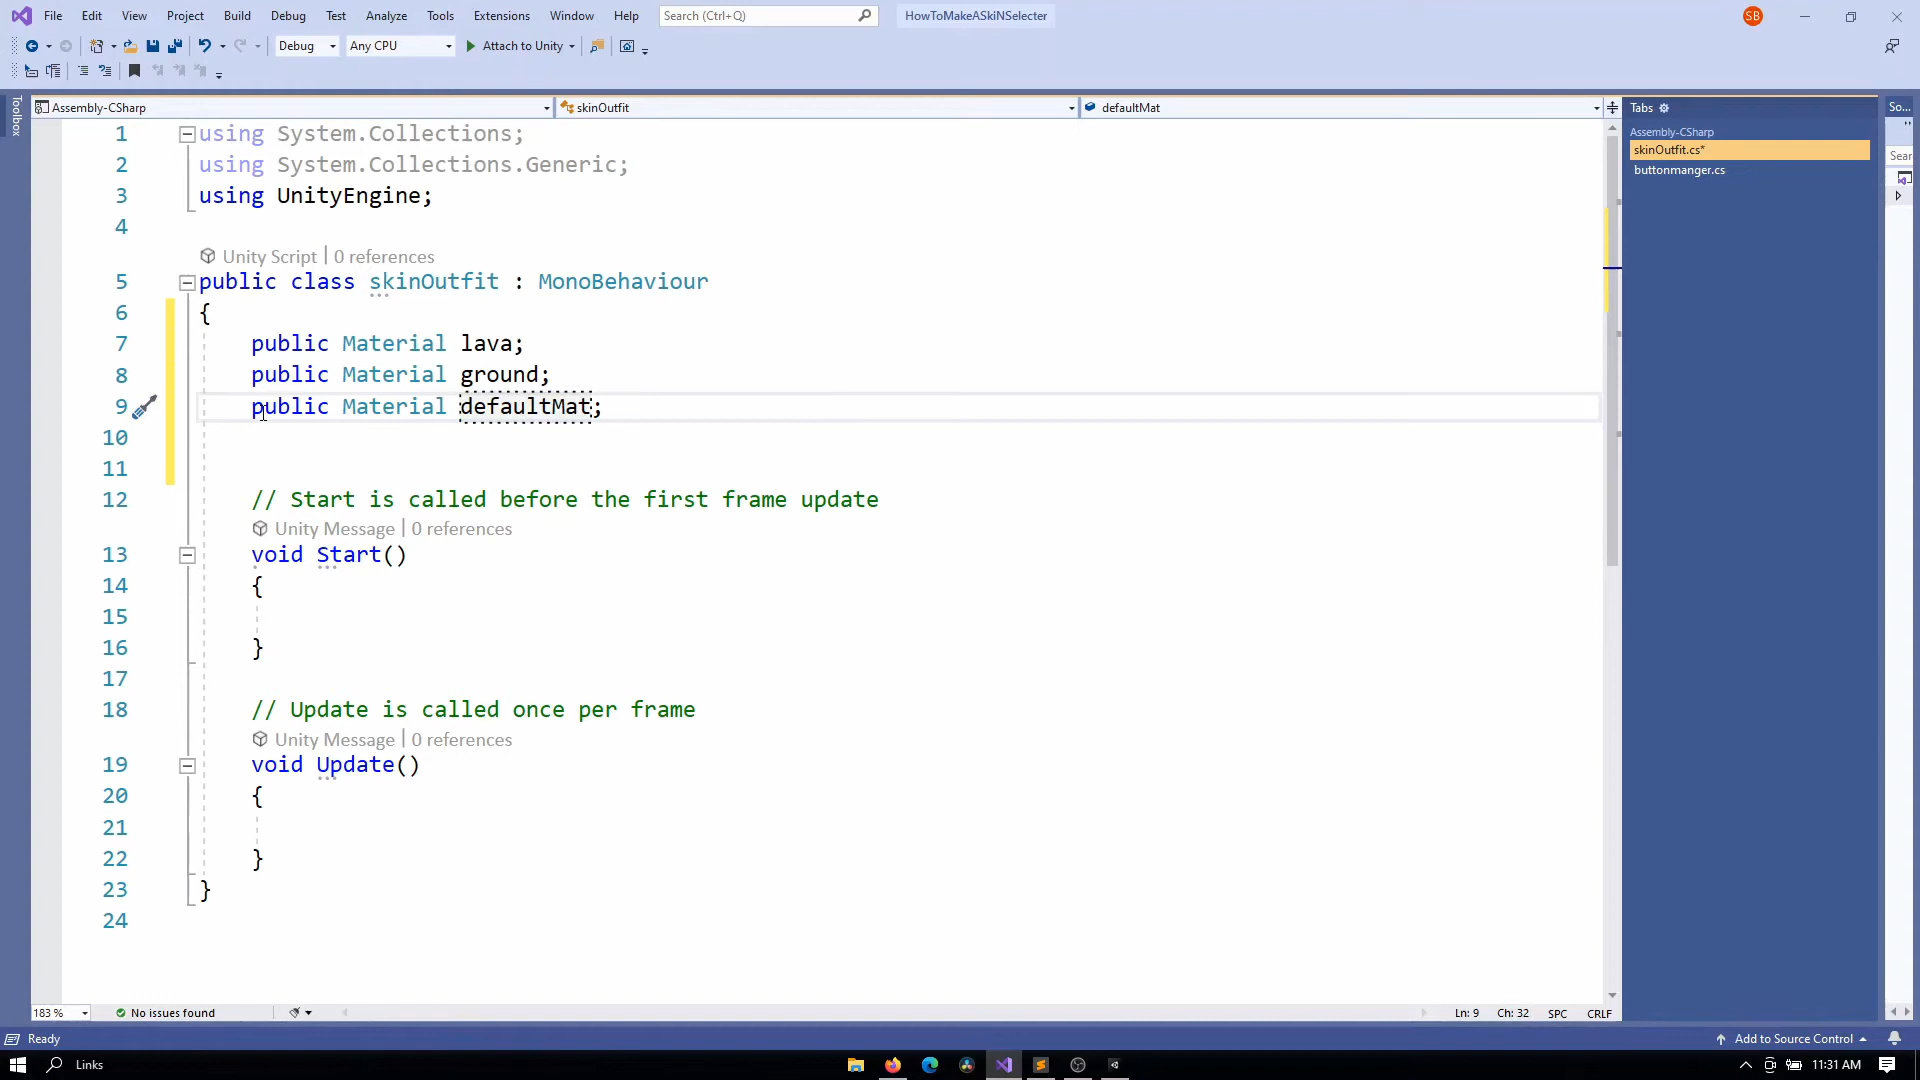 File Edit View Project Build Debug Test Analyze Tools Extensions Window Help Search (Ctrl+Q) HowToMakeASkiNSelecter SB
Debug Any CPU Attach to Unity
Toolbox
Assembly-CSharp skinOutfit defaultMat
Tabs
So...
Assembly-CSharp
skinOutfit.cs*
buttonmanger.cs
Sear
1 using System.Collections;
2 using System.Collections.Generic;
3 using UnityEngine;
4
Unity Script | 0 references
5 public class skinOutfit : MonoBehaviour
6 {
7 public Material lava;
8 public Material ground;
9 public Material defaultMat;
10
11
12 // Start is called before the first frame update
Unity Message | 0 references
13 void Start()
14 {
15
16 }
17
18 // Update is called once per frame
Unity Message | 0 references
19 void Update()
20 {
21
22 }
23 }
24
183 % No issues found Ln: 9 Ch: 32 SPC CRLF
Ready Add to Source Control
Links 11:31 AM